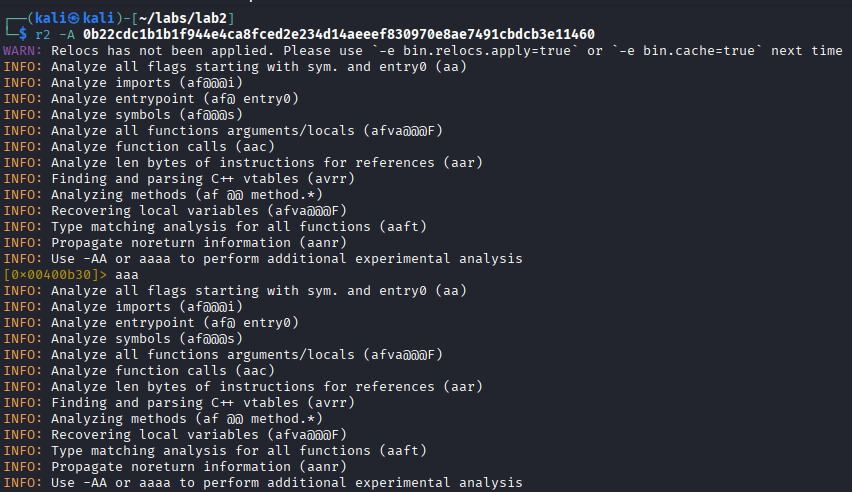 ┌──(kali㉿kali)-[~/labs/lab2]
└─$ r2 -A 0b22cdc1b1b1f944e4ca8fced2e234d14aeeef830970e8ae7491cbdcb3e11460
WARN: Relocs has not been applied. Please use `-e bin.relocs.apply=true` or `-e bin.cache=true` next time
INFO: Analyze all flags starting with sym. and entry0 (aa)
INFO: Analyze imports (af@@@i)
INFO: Analyze entrypoint (af@ entry0)
INFO: Analyze symbols (af@@@s)
INFO: Analyze all functions arguments/locals (afva@@@F)
INFO: Analyze function calls (aac)
INFO: Analyze len bytes of instructions for references (aar)
INFO: Finding and parsing C++ vtables (avrr)
INFO: Analyzing methods (af @@ method.*)
INFO: Recovering local variables (afva@@@F)
INFO: Type matching analysis for all functions (aaft)
INFO: Propagate noreturn information (aanr)
INFO: Use -AA or aaaa to perform additional experimental analysis
[0x00400b30]> aaa
INFO: Analyze all flags starting with sym. and entry0 (aa)
INFO: Analyze imports (af@@@i)
INFO: Analyze entrypoint (af@ entry0)
INFO: Analyze symbols (af@@@s)
INFO: Analyze all functions arguments/locals (afva@@@F)
INFO: Analyze function calls (aac)
INFO: Analyze len bytes of instructions for references (aar)
INFO: Finding and parsing C++ vtables (avrr)
INFO: Analyzing methods (af @@ method.*)
INFO: Recovering local variables (afva@@@F)
INFO: Type matching analysis for all functions (aaft)
INFO: Propagate noreturn information (aanr)
INFO: Use -AA or aaaa to perform additional experimental analysis